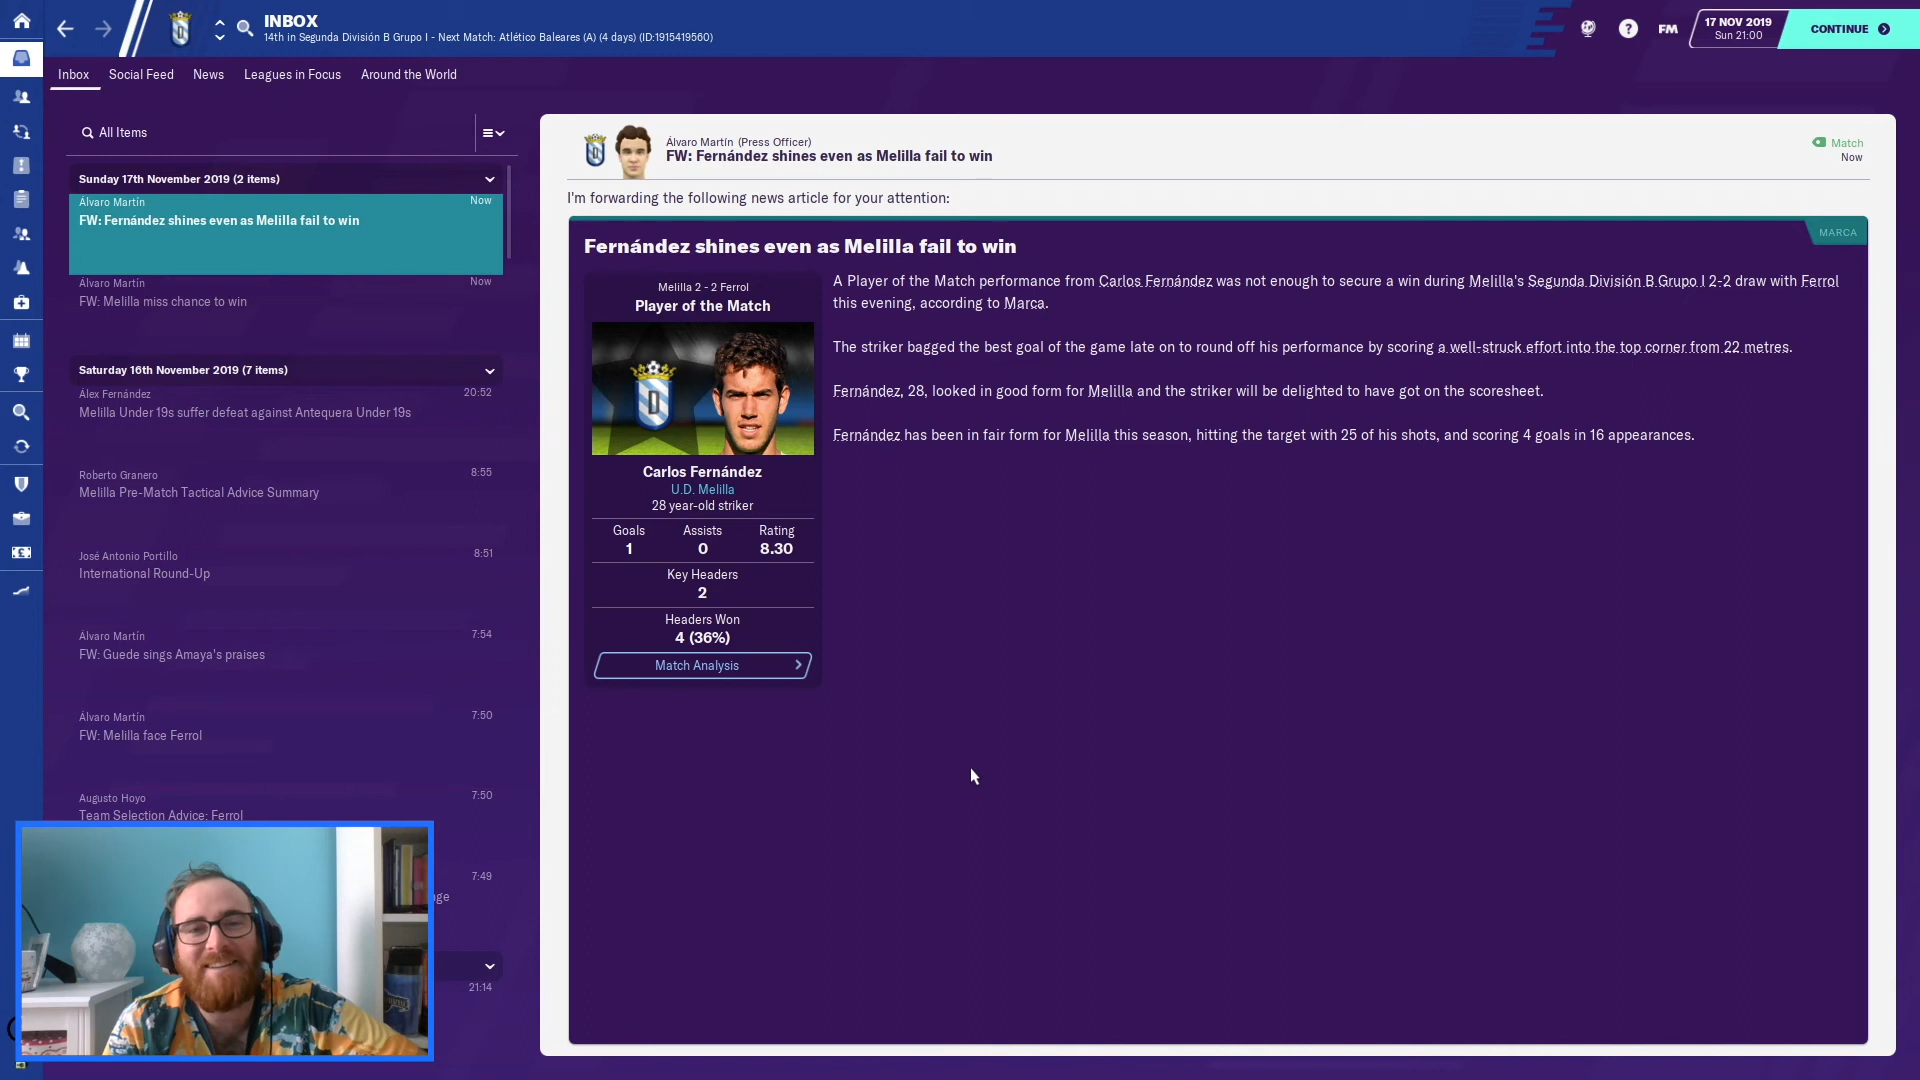 INBOX
14th in Segunda División B Grupo I - Next Match: Atlético Baleares (A) (4 days) (ID:1915419560)
FM
17 NOV 2019
Sun 21:00
CONTINUE
Inbox
Social Feed
News
Leagues in Focus
Around the World
All Items
Sunday 17th November 2019 (2 items)
Álvaro Martín
Now
FW: Fernández shines even as Melilla fail to win
Álvaro Martín
Now
FW: Melilla miss chance to win
Saturday 16th November 2019 (7 items)
Álex Fernández
20:52
Melilla Under 19s suffer defeat against Antequera Under 19s
Roberto Granero
8:55
Melilla Pre-Match Tactical Advice Summary
José Antonio Portillo
8:51
International Round-Up
Álvaro Martín
7:54
FW: Guede sings Amaya's praises
Álvaro Martín
7:50
FW: Melilla face Ferrol
Augusto Hoyo
7:50
Team Selection Advice: Ferrol
7:49
21:14
Álvaro Martín (Press Officer)
FW: Fernández shines even as Melilla fail to win
Match
Now
I'm forwarding the following news article for your attention:
MARCA
Fernández shines even as Melilla fail to win
Melilla 2 - 2 Ferrol
Player of the Match
D
Carlos Fernández
U.D. Melilla
28 year-old striker
Goals
Assists
Rating
1
0
8.30
Key Headers
2
Headers Won
4 (36%)
Match Analysis
A Player of the Match performance from Carlos Fernández was not enough to secure a win during Melilla's Segunda División B Grupo I 2-2 draw with Ferrol
this evening, according to Marca.
The striker bagged the best goal of the game late on to round off his performance by scoring a well-struck effort into the top corner from 22 metres.
Fernández, 28, looked in good form for Melilla and the striker will be delighted to have got on the scoresheet.
Fernández has been in fair form for Melilla this season, hitting the target with 25 of his shots, and scoring 4 goals in 16 appearances.